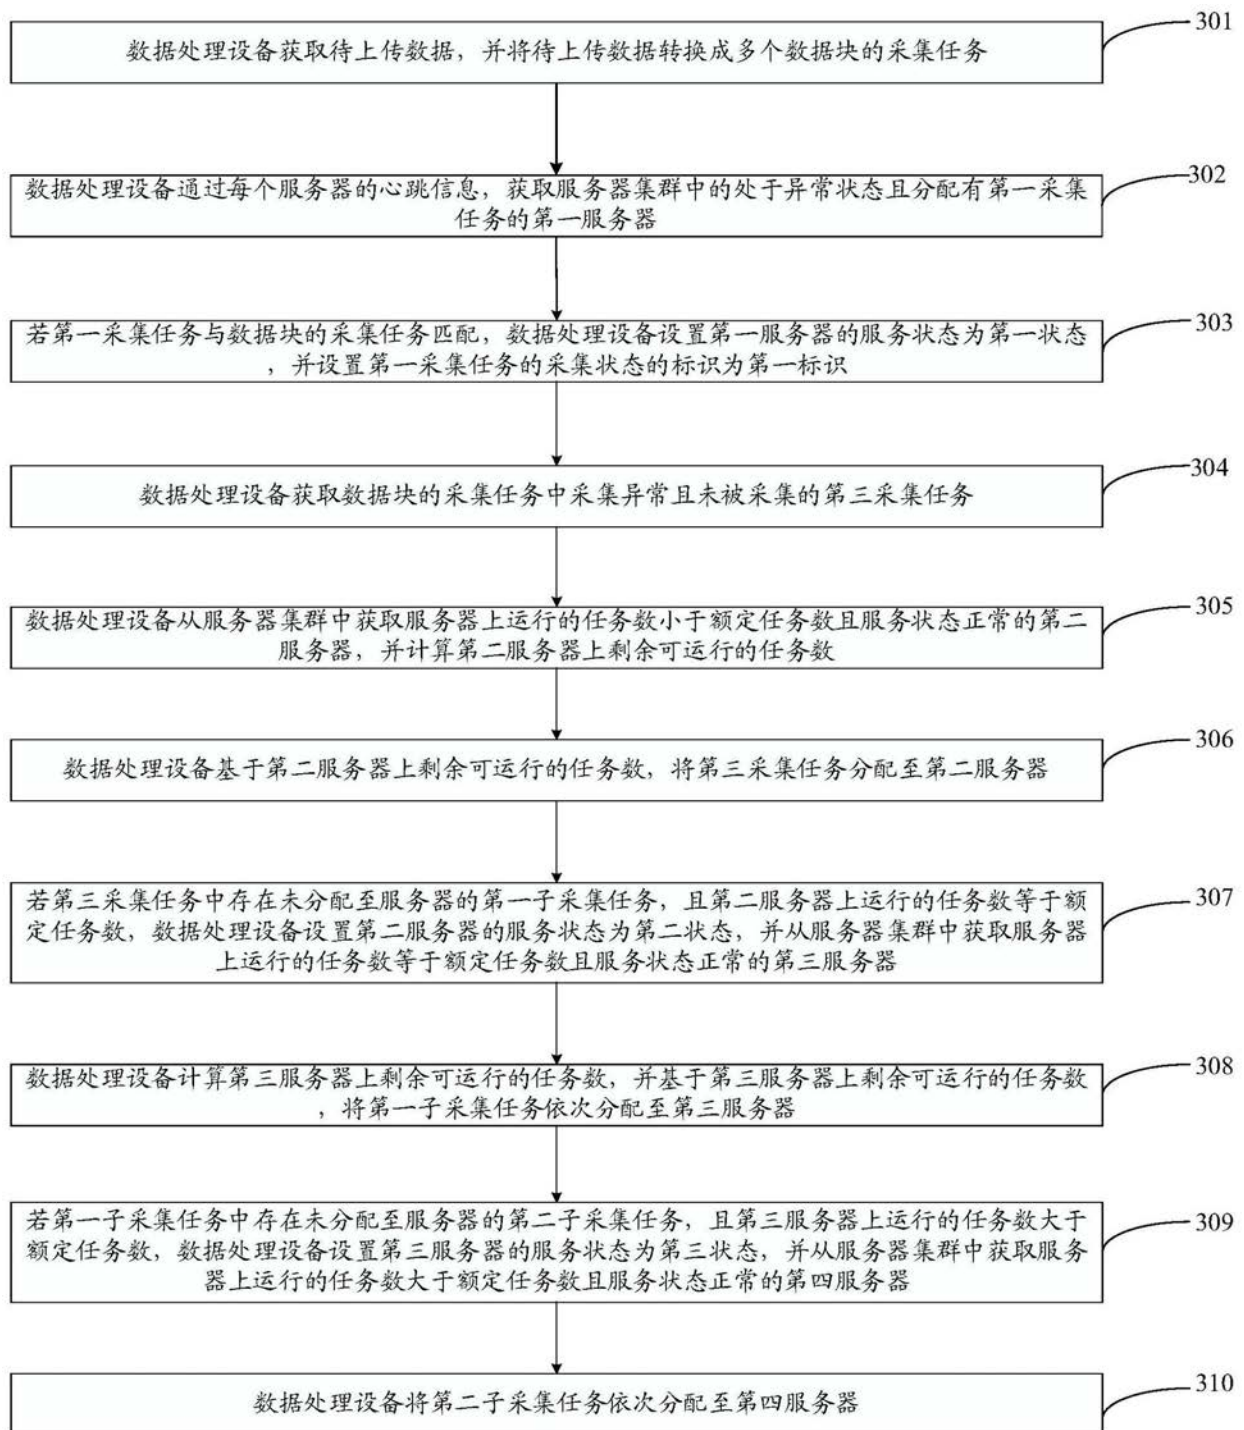 301
数据处理设备获取待上传数据，并将待上传数据转换成多个数据块的采集任务
302
数据处理设备通过每个服务器的心跳信息，获取服务器集群中的处于异常状态且分配有第一采集
任务的第一服务器
303
若第一采集任务与数据块的采集任务匹配，数据处理设备设置第一服务器的服务状态为第一状态
，并设置第一采集任务的采集状态的标识为第一标识
304
数据处理设备获取数据块的采集任务中采集异常且未被采集的第三采集任务
305
数据处理设备从服务器集群中获取服务器上运行的任务数小于额定任务数且服务状态正常的第二
服务器，并计算第二服务器上剩余可运行的任务数
306
数据处理设备基于第二服务器上剩余可运行的任务数，将第三采集任务分配至第二服务器
307
若第三采集任务中存在未分配至服务器的第一子采集任务，且第二服务器上运行的任务数等于额
定任务数，数据处理设备设置第二服务器的服务状态为第二状态，并从服务器集群中获取服务器
上运行的任务数等于额定任务数且服务状态正常的第三服务器
308
数据处理设备计算第三服务器上剩余可运行的任务数，并基于第三服务器上剩余可运行的任务数
，将第一子采集任务依次分配至第三服务器
309
若第一子采集任务中存在未分配至服务器的第二子采集任务，且第三服务器上运行的任务数大于
额定任务数，数据处理设备设置第三服务器的服务状态为第三状态，并从服务器集群中获取服务
器上运行的任务数大于额定任务数且服务状态正常的第四服务器
310
数据处理设备将第二子采集任务依次分配至第四服务器